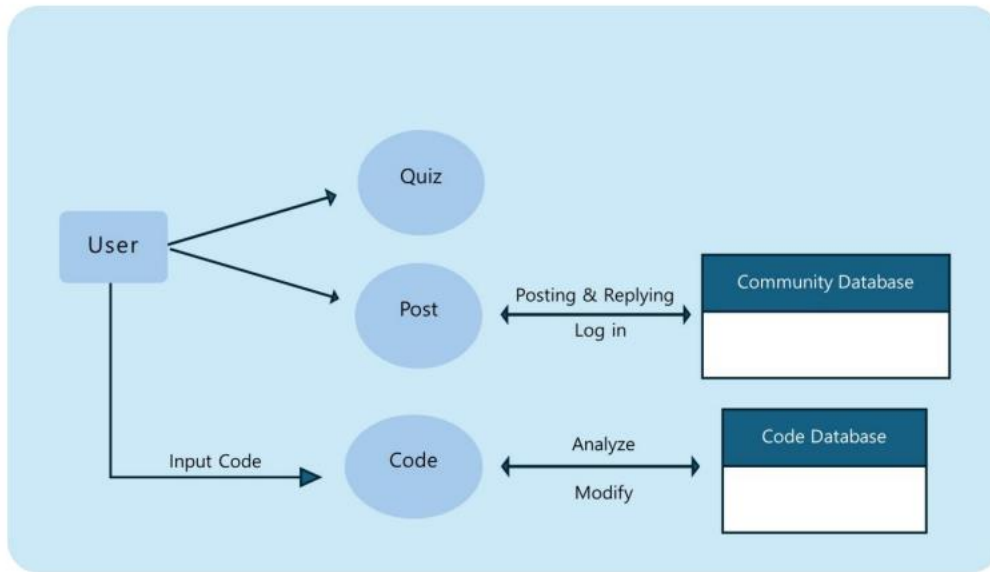 Quiz
User
Post
Posting & Replying
Log in
Community Database
Input Code
Code
Analyze
Modify
Code Database